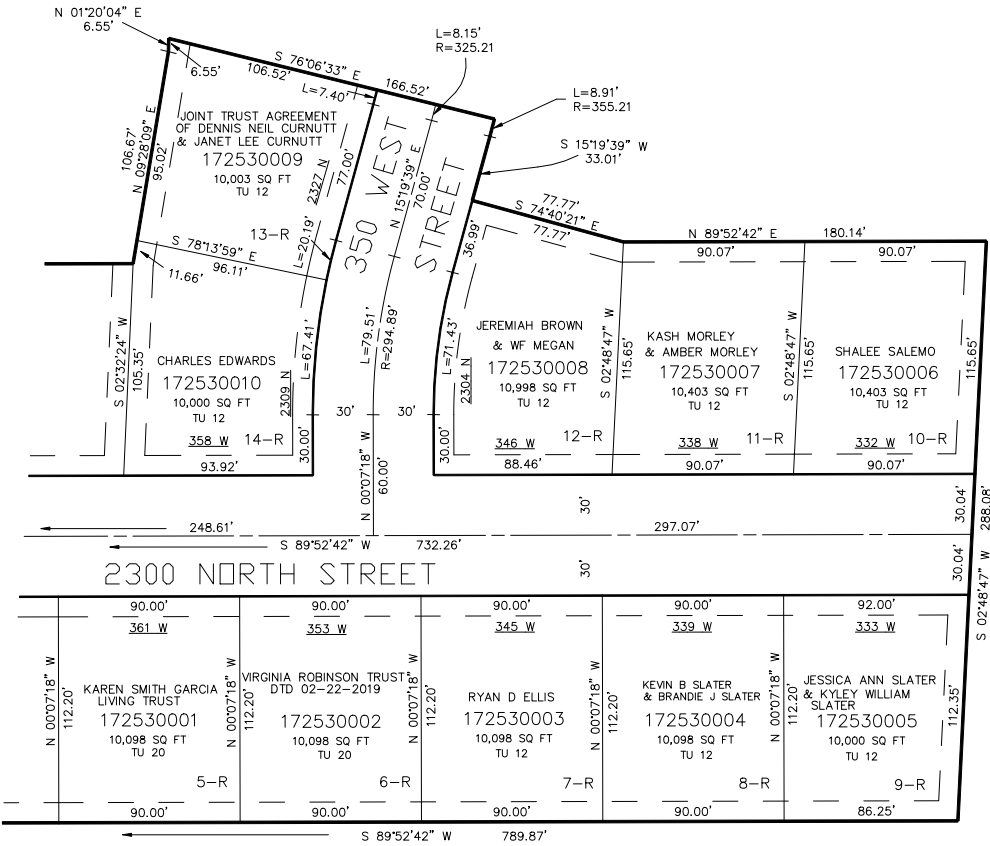 N 01°20'04" E
6.55'
6.55'
S 76°06'33" E
106.52'
166.52'
L=7.40'
L=8.15'
R=325.21
L=8.91'
R=355.21
S 15°19'39" W
33.01'
N 09°28'09" E
106.67'
95.02'
JOINT TRUST AGREEMENT
OF DENNIS NEIL CURNUTT
& JANET LEE CURNUTT
172530009
10,003 SQ FT
TU 12
2327 N
77.00'
13-R
L=20.19'
S 78°13'59" E
96.11'
11.66'
350 WEST
STREET
N 15°19'39" E
70.00'
36.99'
77.77'
S 74°40'21" E
77.77'
N 89°52'42" E
180.14'
90.07'
90.07'
S 02°32'24" W
105.35'
CHARLES EDWARDS
172530010
10,000 SQ FT
TU 12
2309 N
358 W
14-R
93.92'
L=67.41'
30.00'
L=79.51'
R=294.89'
30'
30'
N 00°07'18" W
60.00'
L=71.43'
30.00'
JEREMIAH BROWN
& WF MEGAN
172530008
10,998 SQ FT
TU 12
2304 N
346 W
12-R
88.46'
S 02°48'47" W
115.65'
KASH MORLEY
& AMBER MORLEY
172530007
10,403 SQ FT
TU 12
338 W
11-R
90.07'
S 02°48'47" W
115.65'
SHALEE SALEMO
172530006
10,403 SQ FT
TU 12
332 W
10-R
90.07'
115.65'
248.61'
S 89°52'42" W
732.26'
297.07'
30'
30'
30.04'
30.04'
S 02°48'47" W
288.08'
2300 NORTH STREET
90.00'
361 W
N 00°07'18" W
112.20'
KAREN SMITH GARCIA
LIVING TRUST
172530001
10,098 SQ FT
TU 20
5-R
90.00'
90.00'
353 W
N 00°07'18" W
112.20'
VIRGINIA ROBINSON TRUST
DTD 02-22-2019
172530002
10,098 SQ FT
TU 20
6-R
90.00'
90.00'
345 W
N 00°07'18" W
112.20'
RYAN D ELLIS
172530003
10,098 SQ FT
TU 12
7-R
90.00'
90.00'
339 W
N 00°07'18" W
112.20'
KEVIN B SLATER
& BRANDIE J SLATER
172530004
10,098 SQ FT
TU 12
8-R
90.00'
92.00'
333 W
N 00°07'18" W
112.20'
JESSICA ANN SLATER
& KYLEY WILLIAM
SLATER
172530005
10,000 SQ FT
TU 12
9-R
86.25'
112.35'
S 89°52'42" W
789.87'